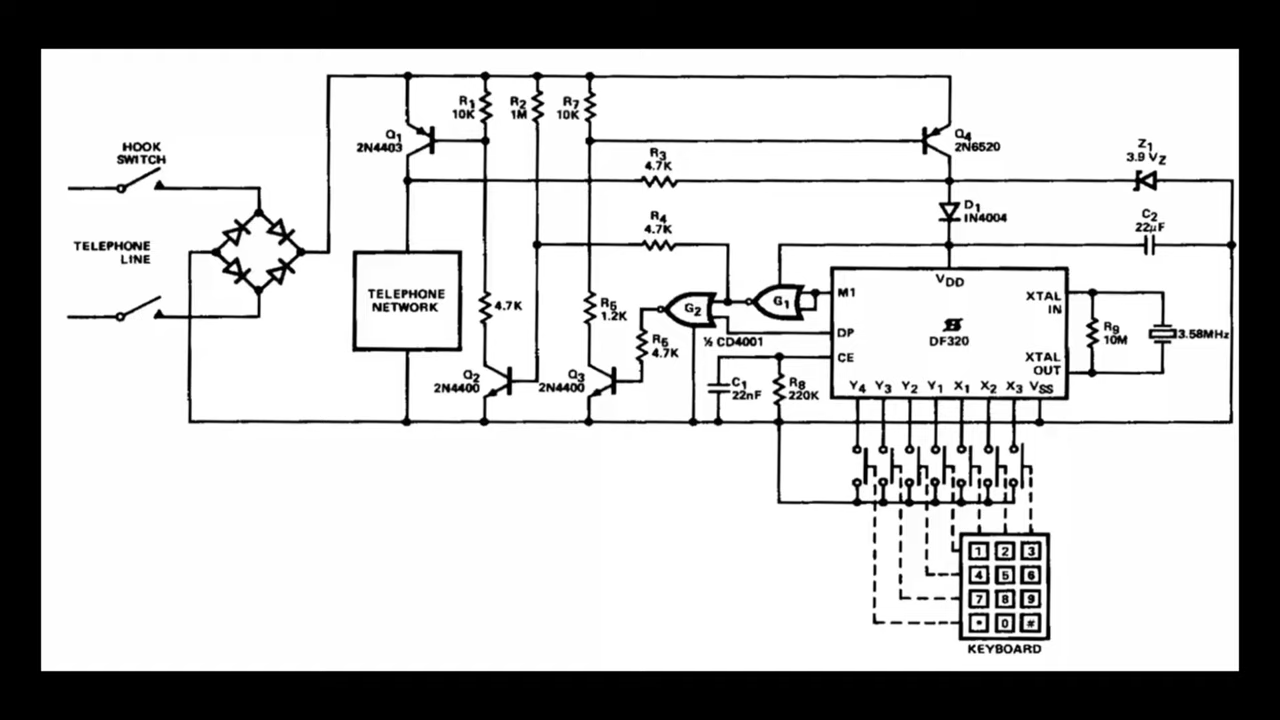 HOOK
SWITCH
TELEPHONE
LINE
Q1
2N4403
R1
10K
R2
1M
R7
10K
TELEPHONE
NETWORK
4.7K
Q2
2N4400
R5
1.2K
Q3
2N4400
R3
4.7K
R4
4.7K
R6
4.7K
G2
G1
½ CD4001
C1
22nF
R8
220K
Q4
2N6520
D1
IN4004
Z1
3.9 VZ
C2
22µF
VDD
M1
DP
CE
XTAL
IN
XTAL
OUT
DF320
Y4 Y3 Y2 Y1 X1 X2 X3 VSS
R9
10M
3.58MHz
1 2 3
4 5 6
7 8 9
* 0 #
KEYBOARD